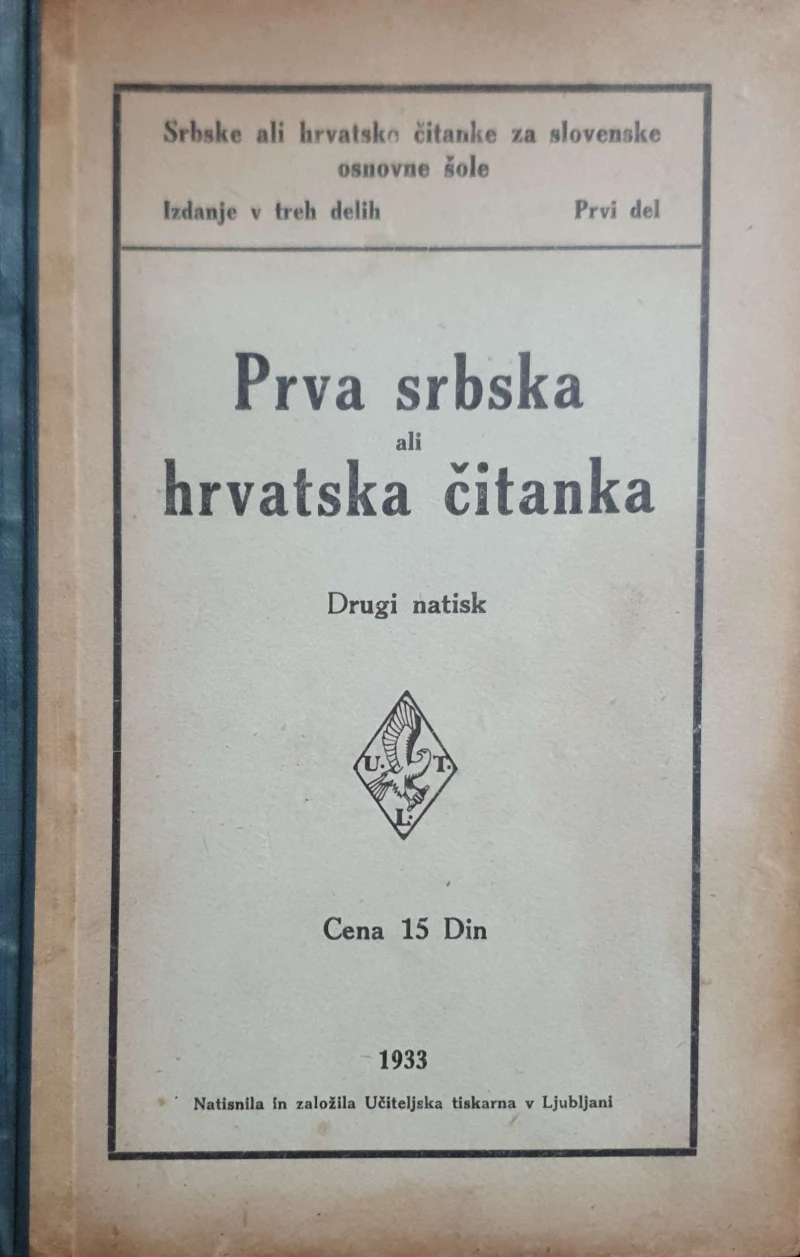 Srbske ali hrvatske čitanke za slovenske
osnovne šole
Izdanje v treh delih Prvi del
Prva srbska
ali
hrvatska čitanka
Drugi natisk
U. T.
L.
Cena 15 Din
1933
Natisnila in založila Učiteljska tiskarna v Ljubljani